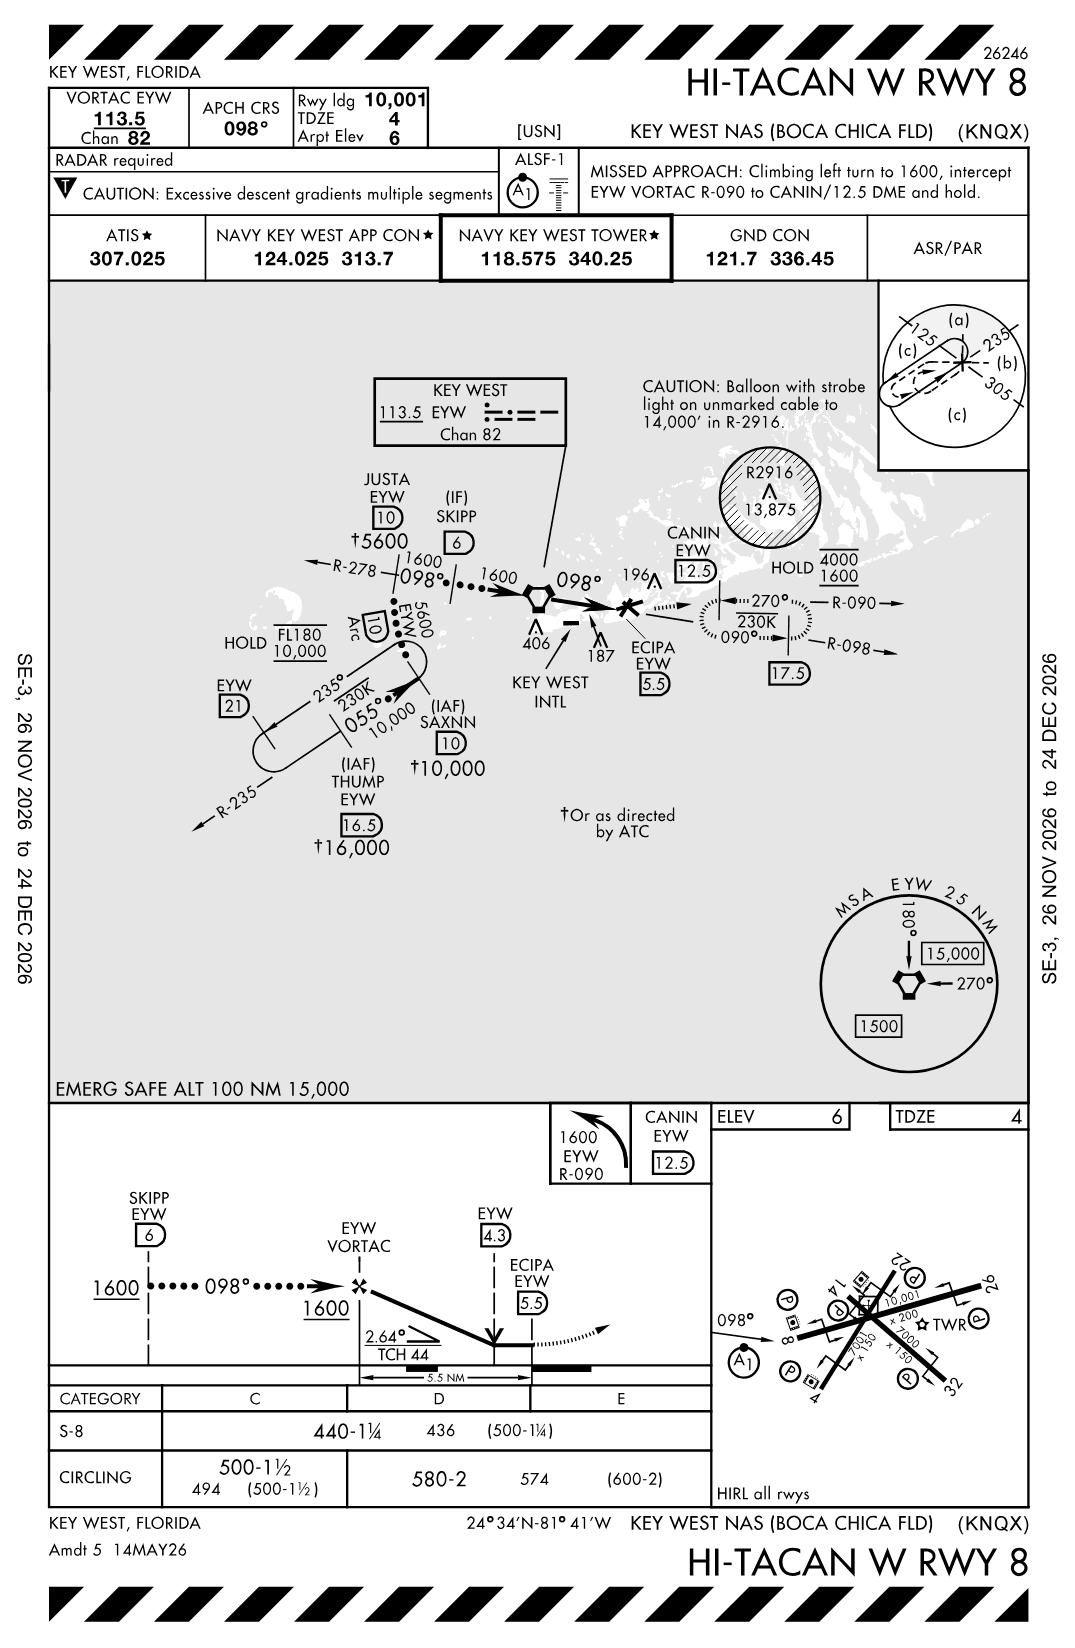 26246
KEY WEST, FLORIDA
HI-TACAN W RWY 8
VORTAC EYW
113.5
Chan 82
APCH CRS
098°
Rwy ldg 10,001
TDZE 4
Arpt Elev 6
[USN]
KEY WEST NAS (BOCA CHICA FLD) (KNQX)
RADAR required
T
CAUTION: Excessive descent gradients multiple segments
ALSF-1
A1
MISSED APPROACH: Climbing left turn to 1600, intercept
EYW VORTAC R-090 to CANIN/12.5 DME and hold.
ATIS★
307.025
NAVY KEY WEST APP CON★
124.025 313.7
NAVY KEY WEST TOWER★
118.575 340.25
GND CON
121.7 336.45
ASR/PAR
(a)
125
235
(c)
(b)
305
(c)
KEY WEST
113.5 EYW
Chan 82
CAUTION: Balloon with strobe
light on unmarked cable to
14,000' in R-2916.
R2916
13,875
JUSTA
EYW
10
†5600
(IF)
SKIPP
6
R-278
1600
098°
1600
098°
196
CANIN
EYW
12.5
HOLD 4000
1600
270°
R-090
230K
090°
R-098
17.5
5600
EYW
10
Arc
406
187
ECIPA
EYW
5.5
KEY WEST
INTL
HOLD FL180
10,000
EYW
21
235°
230K
055°
10,000
(IAF)
SAXNN
10
†10,000
R-235
(IAF)
THUMP
EYW
16.5
†16,000
†Or as directed
by ATC
SE-3, 26 NOV 2026 to 24 DEC 2026
SE-3, 26 NOV 2026 to 24 DEC 2026
MSA EYW 25 NM
180°
15,000
270°
1500
EMERG SAFE ALT 100 NM 15,000
1600
EYW
R-090
CANIN
EYW
12.5
ELEV 6
TDZE 4
SKIPP
EYW
6
EYW
VORTAC
EYW
4.3
ECIPA
EYW
5.5
1600
098°
1600
2.64°
TCH 44
5.5 NM
098°
A1
P
P
P
P
P
P
8
26
14
32
4
22
10,001
x 200
7000
x 150
7001
x 150
TWR
HIRL all rwys
CATEGORY C D E
S-8 440-1¼ 436 (500-1¼)
CIRCLING
500-1½
494 (500-1½)
580-2 574 (600-2)
KEY WEST, FLORIDA
24°34'N-81°41'W KEY WEST NAS (BOCA CHICA FLD) (KNQX)
Amdt 5 14MAY26
HI-TACAN W RWY 8